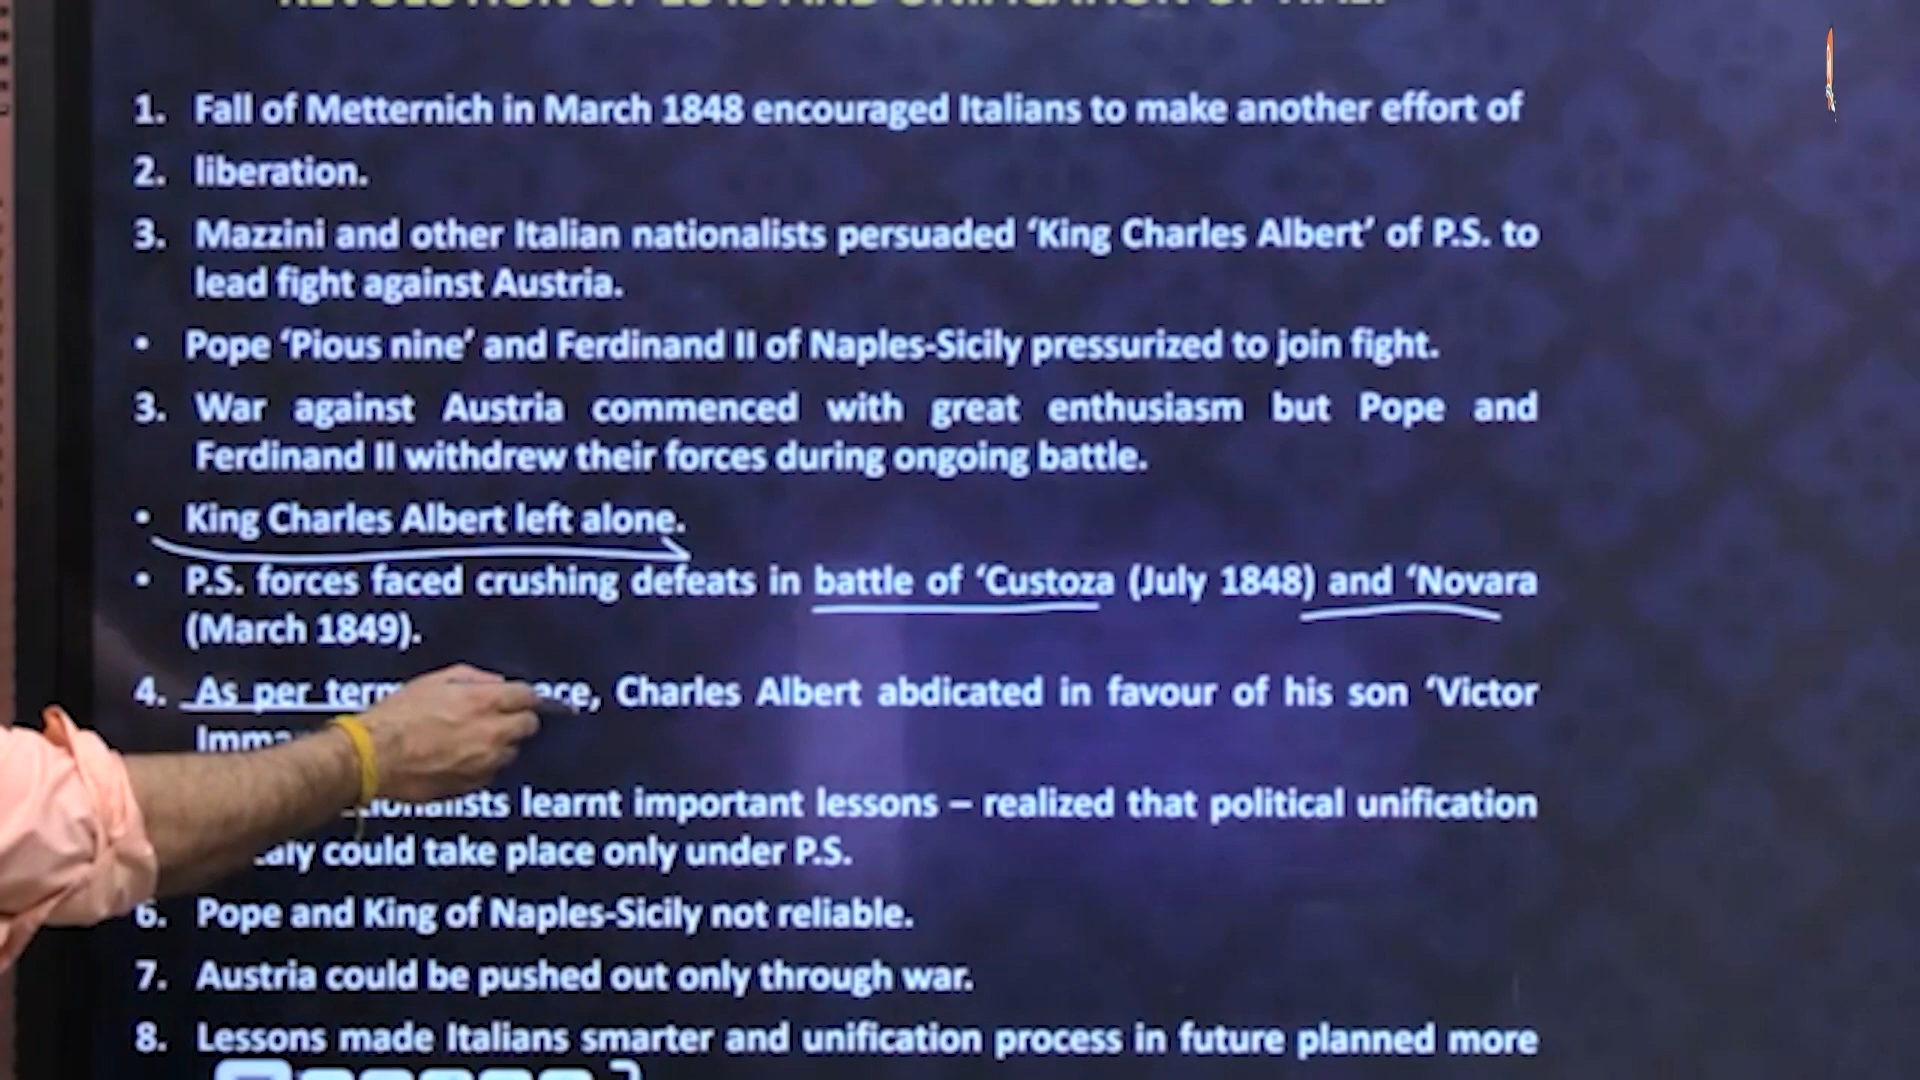 REVOLUTION OF 1848 AND UNIFICATION OF ITALY
1. Fall of Metternich in March 1848 encouraged Italians to make another effort of
2. liberation.
3. Mazzini and other Italian nationalists persuaded ‘King Charles Albert’ of P.S. to
lead fight against Austria.
• Pope ‘Pious nine’ and Ferdinand II of Naples-Sicily pressurized to join fight.
3. War against Austria commenced with great enthusiasm but Pope and
Ferdinand II withdrew their forces during ongoing battle.
• King Charles Albert left alone.
• P.S. forces faced crushing defeats in battle of ‘Custoza (July 1848) and ‘Novara
(March 1849).
4. As per Charles Albert abdicated in favour of his son ‘Victor
learnt important lessons – realized that political unification
could take place only under P.S.
6. Pope and King of Naples-Sicily not reliable.
7. Austria could be pushed out only through war.
8. Lessons made Italians smarter and unification process in future planned more